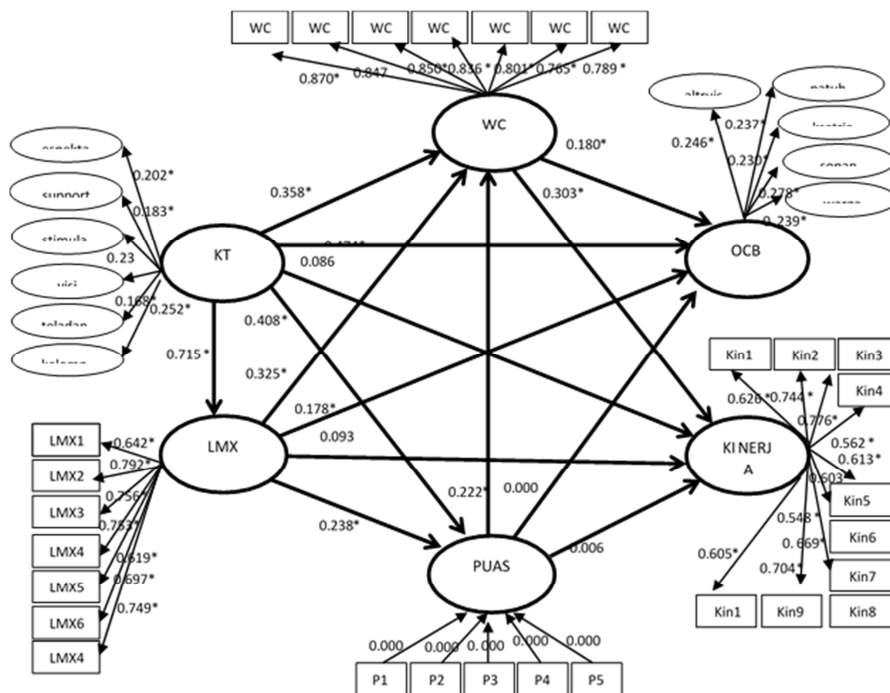 WC WC WC WC WC WC WC
0.870* 0.847 0.850* 0.836 * 0.801* 0.765* 0.789 *
WC
0.246*
0.237*
0.230*
0.278*
0.239*
0.180*
0.303*
OCB
0.202*
support
0.183*
0.23
0.168*
0.252*
KT
0.358*
0.086
0.408*
0.715 *
0.325*
0.178*
LMX
0.093
0.238*
0.222*
0.000
0.006
PUAS
LMX1
LMX2
LMX3
LMX4
LMX5
LMX6
LMX4
0.642*
0.792*
0.756*
0.753*
0.619*
0.697*
0.749*
Kin1 Kin2 Kin3
Kin4
0.626 *
0.744*
0.776*
0.562*
0.613*
0.603
KINERJ
A
Kin5
Kin6
Kin7
Kin8
0.548*
0. 669*
0.605*
0.704*
Kin1 Kin9
0.000 0.000 0. 000 0.000 0.000
P1 P2 P3 P4 P5